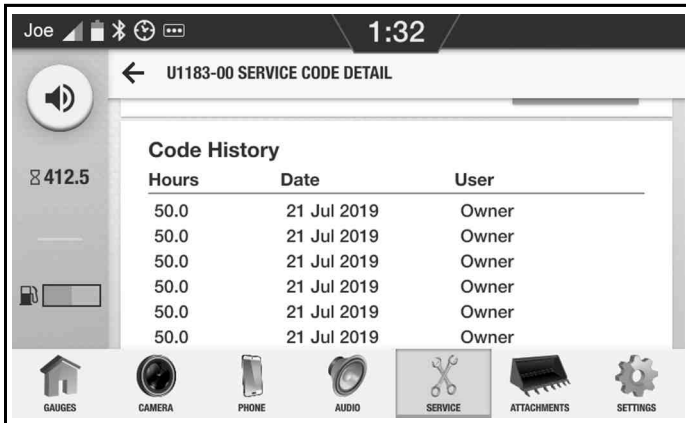 Joe 1:32
U1183-00 SERVICE CODE DETAIL
412.5
Code History
Hours Date User
50.0 21 Jul 2019 Owner
50.0 21 Jul 2019 Owner
50.0 21 Jul 2019 Owner
50.0 21 Jul 2019 Owner
50.0 21 Jul 2019 Owner
50.0 21 Jul 2019 Owner
GAUGES CAMERA PHONE AUDIO SERVICE ATTACHMENTS SETTINGS